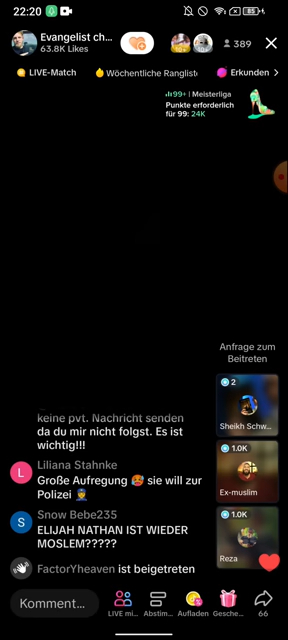 22:20
85
Evangelist ch...
63.8K Likes
10+
389
LIVE-Match
Wöchentliche Rangliste
Erkunden
99+ | Meisterliga
Punkte erforderlich
für 99: 24K
Anfrage zum
Beitreten
2
Sheikh Schw...
1.0K
Ex-muslim
1.0K
Reza
keine pvt. Nachricht senden
da du mir nicht folgst. Es ist
wichtig!!!
L
Liliana Stahnke
Große Aufregung 🥵 sie will zur
Polizei 👮
S
Snow Bebe235
ELIJAH NATHAN IST WIEDER
MOSLEM?????
FactorYheaven ist beigetreten
Komment...
LIVE mi...
Abstim...
Aufladen
Gesche...
66